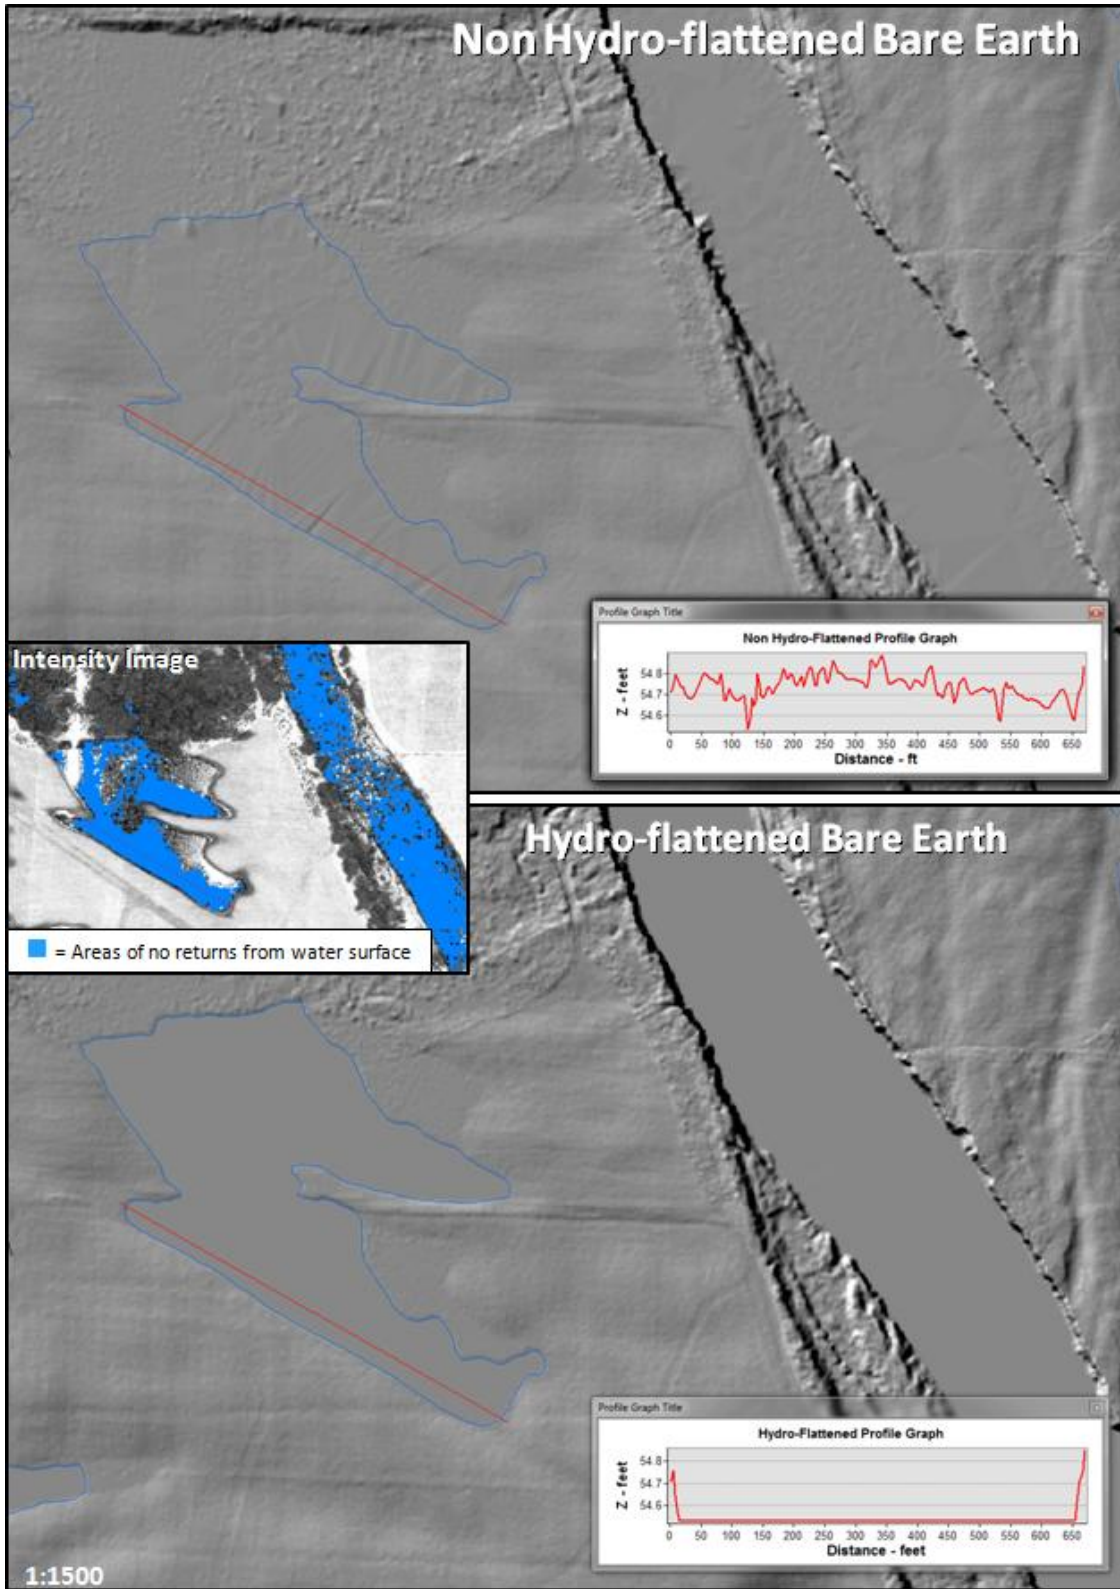 Non Hydro-flattened Bare Earth
Profile Graph Title
Non Hydro-Flattened Profile Graph
Z - feet
54.8
54.7
54.6
0 50 100 150 200 250 300 350 400 450 500 550 600 650
Distance - ft
Intensity Image
= Areas of no returns from water surface
Hydro-flattened Bare Earth
Profile Graph Title
Hydro-Flattened Profile Graph
Z - feet
54.8
54.7
54.6
0 50 100 150 200 250 300 350 400 450 500 550 600 650
Distance - feet
1:1500